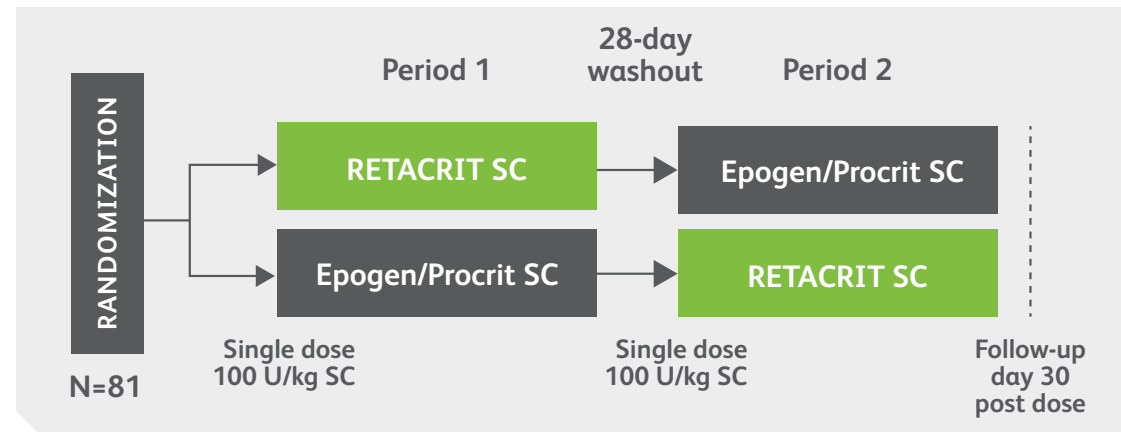 28-day
washout
Period 1
Period 2
RANDOMIZATION
RETACRIT SC
Epogen/Procrit SC
Epogen/Procrit SC
RETACRIT SC
Single dose
100 U/kg SC
Single dose
100 U/kg SC
Follow-up
day 30
post dose
N=81